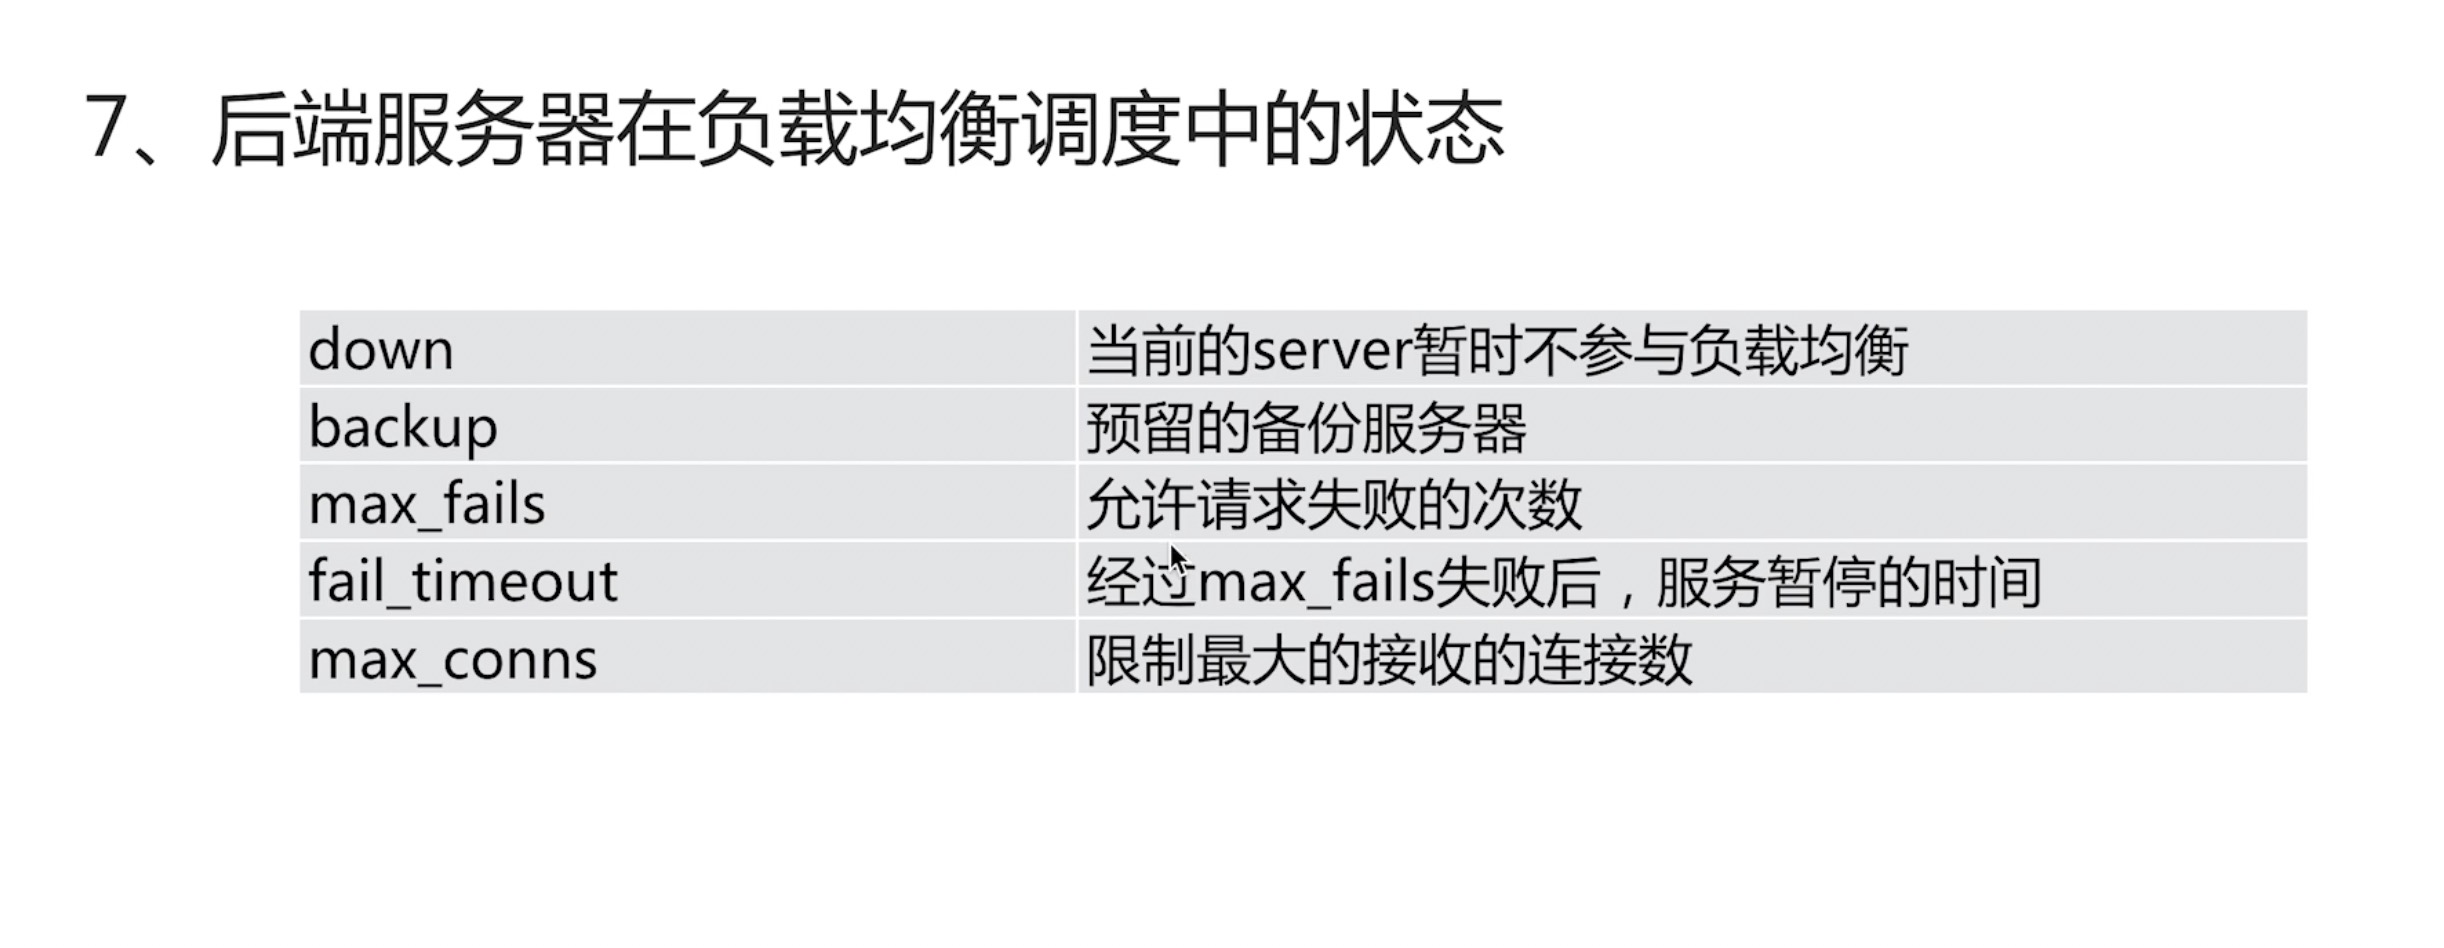 7、后端服务器在负载均衡调度中的状态
down 当前的server暂时不参与负载均衡
backup 预留的备份服务器
max_fails 允许请求失败的次数
fail_timeout 经过max_fails失败后，服务暂停的时间
max_conns 限制最大的接收的连接数